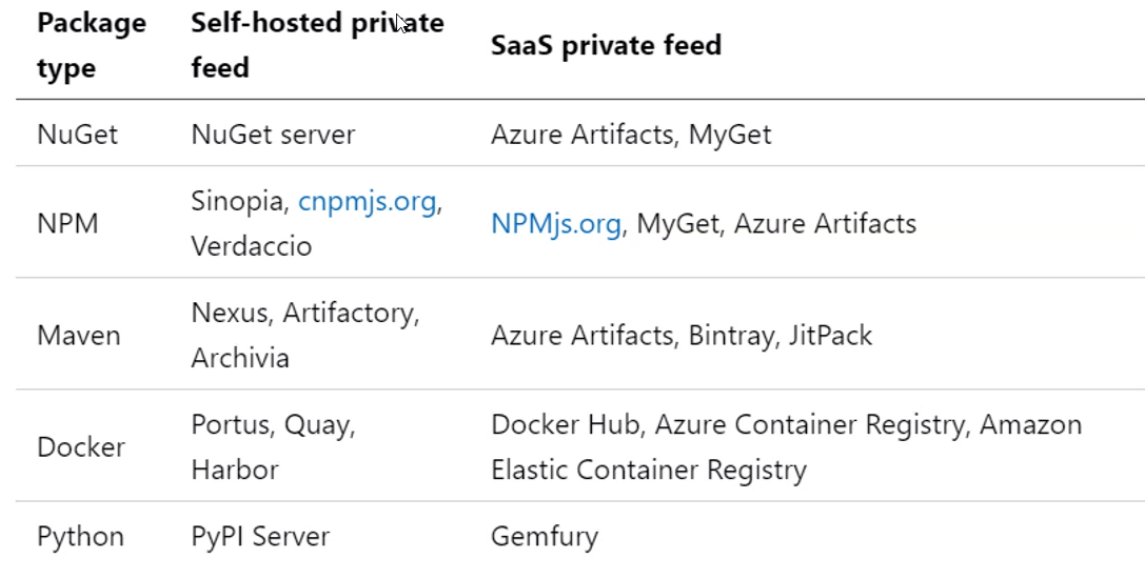 Package type
Self-hosted private feed
SaaS private feed
NuGet
NuGet server
Azure Artifacts, MyGet
NPM
Sinopia, cnpmjs.org,
Verdaccio
NPMjs.org, MyGet, Azure Artifacts
Maven
Nexus, Artifactory,
Archivia
Azure Artifacts, Bintray, JitPack
Docker
Portus, Quay,
Harbor
Docker Hub, Azure Container Registry, Amazon
Elastic Container Registry
Python
PyPI Server
Gemfury